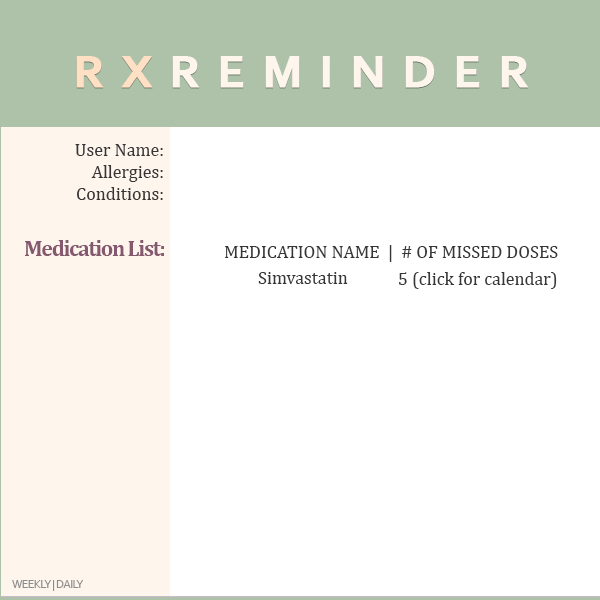 RXREMINDER
User Name:
Allergies:
Conditions:
Medication List:
MEDICATION NAME | # OF MISSED DOSES
Simvastatin 5 (click for calendar)
WEEKLY|DAILY